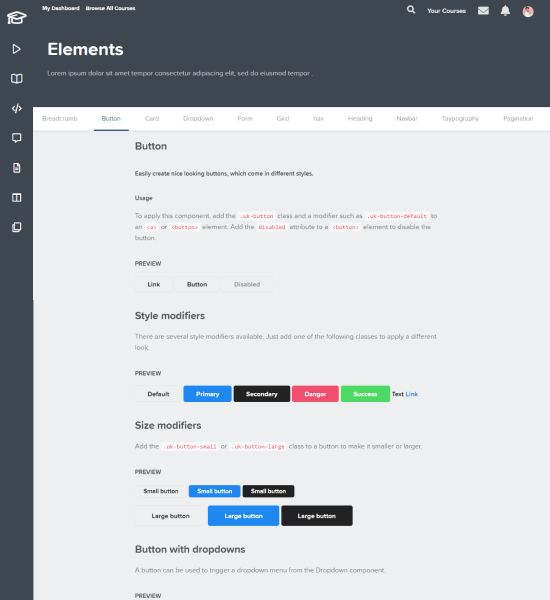 My Dashboard Browse All Courses
Your Courses
Elements
Lorem ipsum dolor sit amet tempor consectetur adipiscing elit, sed do eiusmod tempor .
Breadcrumb Button Card Dropdown Form Gird nav Heading Navbar Taypography Pagination
Button
Easily create nice looking buttons, which come in different styles.
Usage
To apply this component, add the .uk-button class and a modifier such as .uk-button-default to
an <a> or <button> element. Add the disabled attribute to a <button> element to disable the
button.
PREVIEW
Link Button Disabled
Style modifiers
There are several style modifiers available. Just add one of the following classes to apply a different
look.
PREVIEW
Default Primary Secondary Danger Success Text Link
Size modifiers
Add the .uk-button-small or .uk-button-large class to a button to make it smaller or larger.
PREVIEW
Small button Small button Small button
Large button Large button Large button
Button with dropdowns
A button can be used to trigger a dropdown menu from the Dropdown component.
PREVIEW